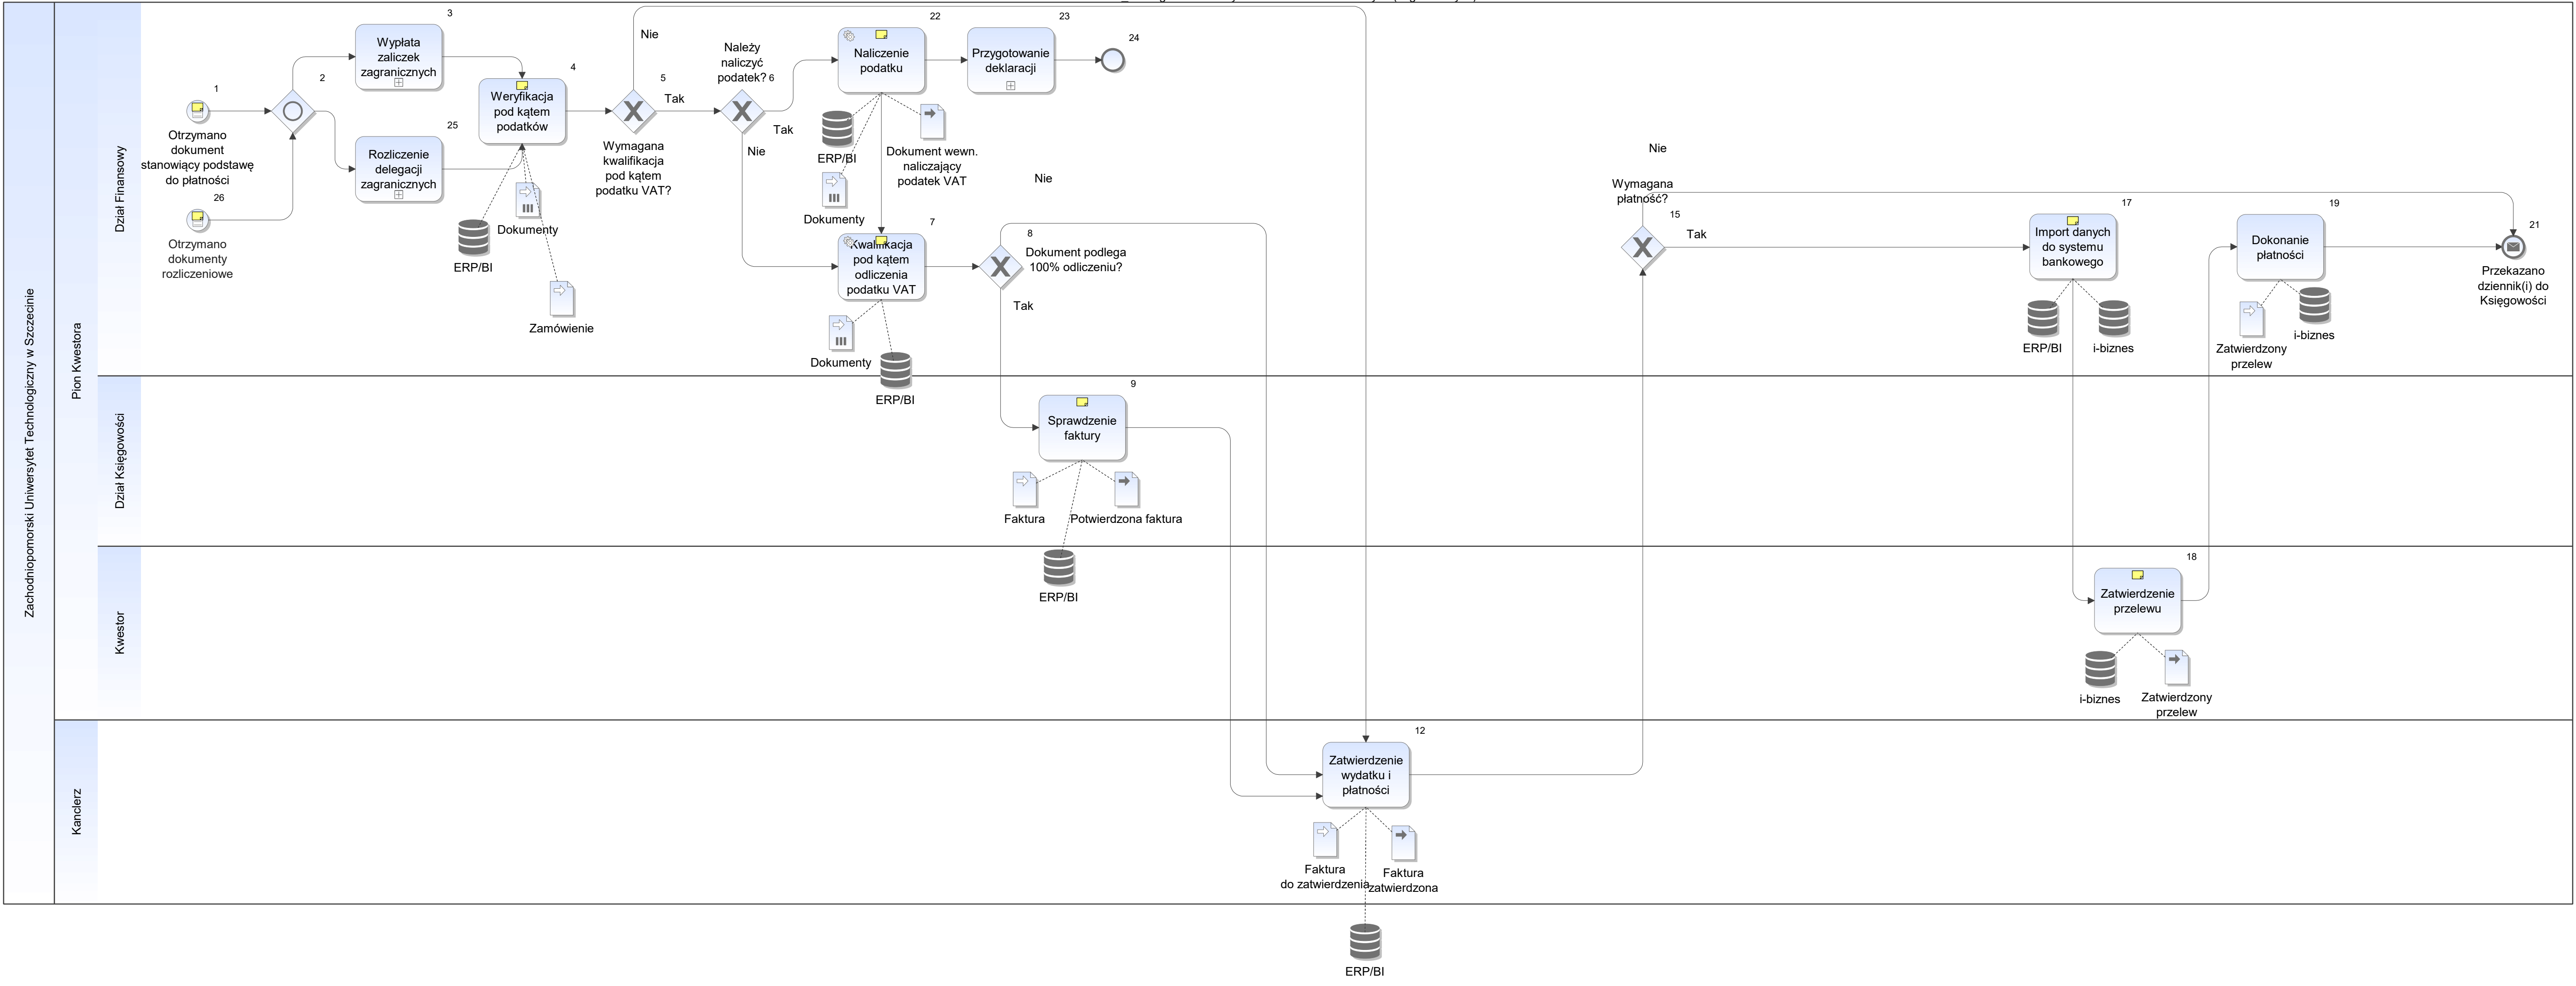 Zachodniopomorski Uniwersytet Technologiczny w Szczecinie
Pion Kwestora
Dział Finansowy
1
Otrzymano
dokument
stanowiący podstawę
do płatności
26
Otrzymano
dokumenty
rozliczeniowe
2
3
Wypłata
zaliczek
zagranicznych
25
Rozliczenie
delegacji
zagranicznych
4
Weryfikacja
pod kątem
podatków
ERP/BI
Dokumenty
Zamówienie
Nie
5
Tak
Wymagana
kwalifikacja
pod kątem
podatku VAT?
Należy
naliczyć
podatek?
6
Tak
Nie
22
Naliczenie
podatku
ERP/BI
Dokumenty
Dokument wewn.
naliczający
podatek VAT
23
Przygotowanie
deklaracji
24
7
Kwalifikacja
pod kątem
odliczenia
podatku VAT
Dokumenty
ERP/BI
Nie
8
Dokument podlega
100% odliczeniu?
Tak
Nie
Wymagana
płatność?
15
Tak
17
Import danych
do systemu
bankowego
ERP/BI
i-biznes
19
Dokonanie
płatności
Zatwierdzony
przelew
i-biznes
21
Przekazano
dziennik(i) do
Księgowości
Dział Księgowości
9
Sprawdzenie
faktury
Faktura
Potwierdzona faktura
ERP/BI
Kwestor
18
Zatwierdzenie
przelewu
i-biznes
Zatwierdzony
przelew
Kanclerz
12
Zatwierdzenie
wydatku i
płatności
Faktura
do zatwierdzenia
Faktura
zatwierdzona
ERP/BI